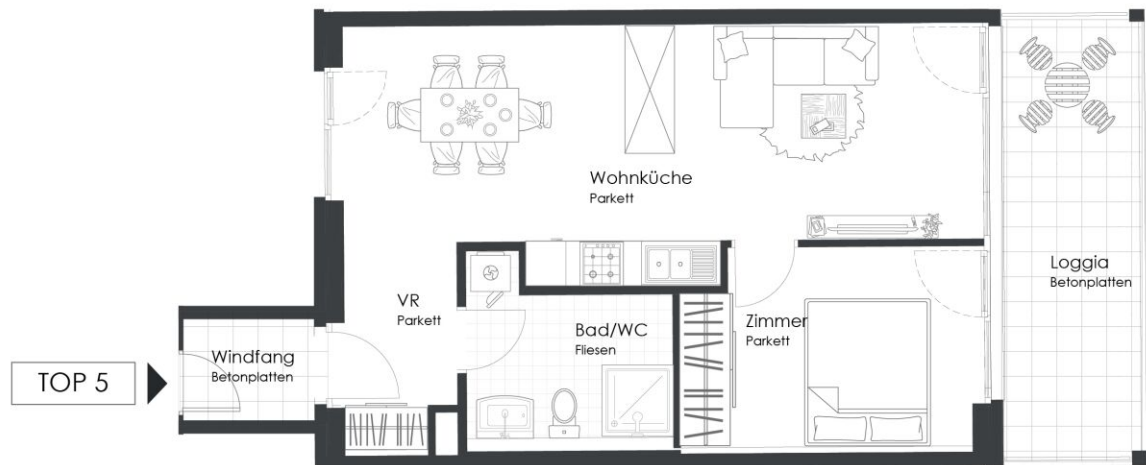 Wohnküche
Parkett
Loggia
Betonplatten
VR
Parkett
Bad/WC
Fliesen
Zimmer
Parkett
Windfang
Betonplatten
TOP 5